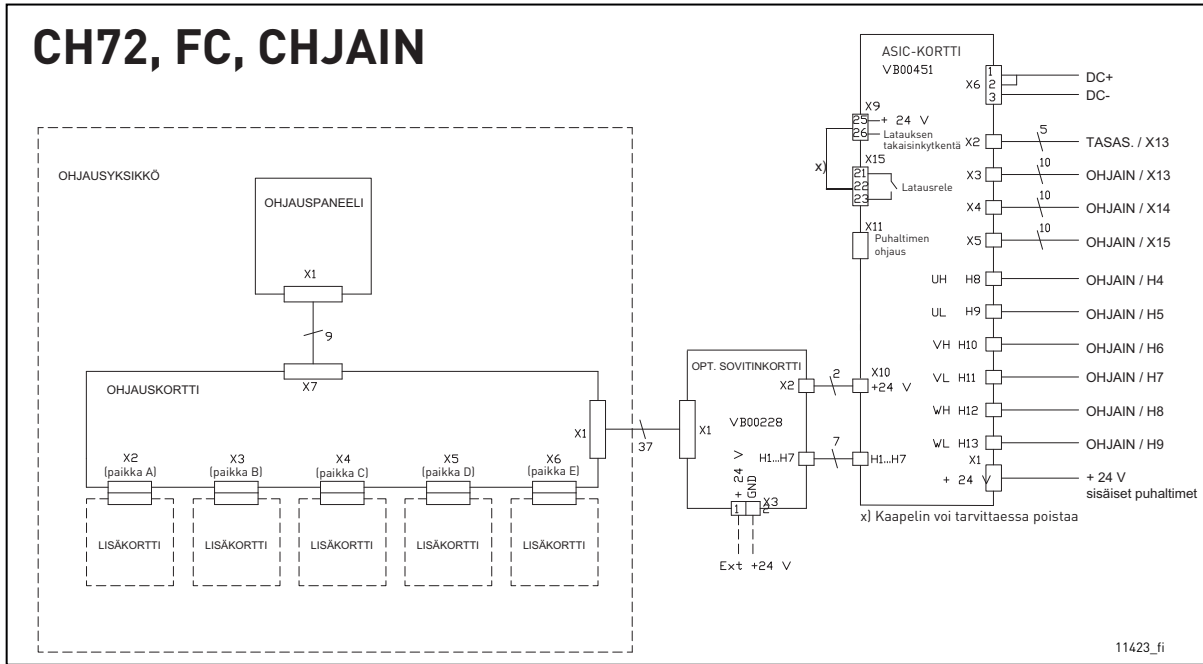 CH72, FC, CHJAIN
OHJAUSYKSIKKÖ
OHJAUSPANEELI
X1
9
X7
OHJAUSKORTTI
X1
37
X2
(paikka A)
X3
(paikka B)
X4
(paikka C)
X5
(paikka D)
X6
(paikka E)
LISÄKORTTI
LISÄKORTTI
LISÄKORTTI
LISÄKORTTI
LISÄKORTTI
OPT. SOVITINKORTTI
X2
X1
VB00228
H1...H7
+ 24 V
GND
X3
1
2
Ext +24 V
2
7
ASIC-KORTTI
VB00451
X6
1
2
3
DC+
DC-
X9
25
26
+ 24 V
Latauksen
takaisinkytkentä
x)
X15
21
22
23
Latausrele
X11
Puhaltimen
ohjaus
X10
+24 V
H1...H7
X2
5
TASAS. / X13
X3
10
OHJAIN / X13
X4
10
OHJAIN / X14
X5
10
OHJAIN / X15
UH H8
OHJAIN / H4
UL H9
OHJAIN / H5
VH H10
OHJAIN / H6
VL H11
OHJAIN / H7
WH H12
OHJAIN / H8
WL H13
OHJAIN / H9
X1
+ 24 V
+ 24 V
sisäiset puhaltimet
x) Kaapelin voi tarvittaessa poistaa
11423_fi